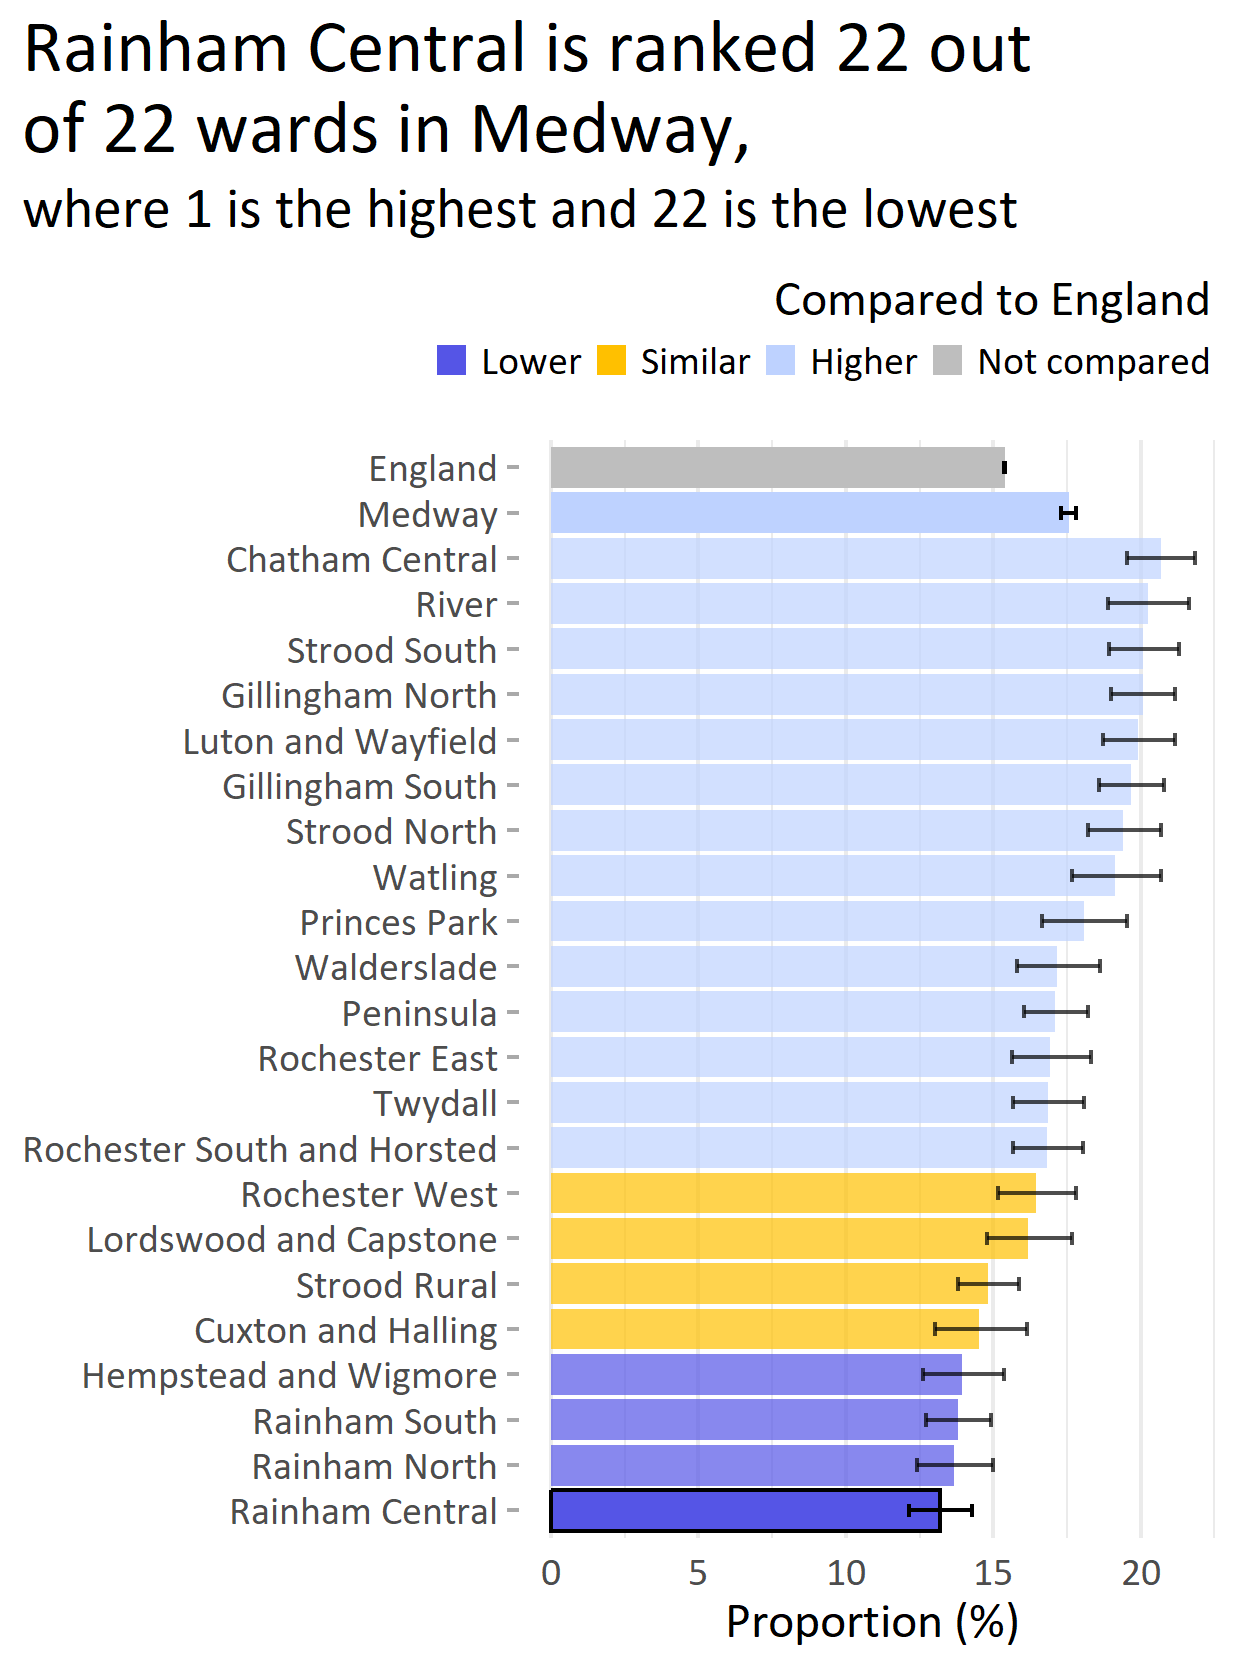 Rainham Central is ranked 22 out
of 22 wards in Medway,
where 1 is the highest and 22 is the lowest
Compared to England
Lower Similar Higher Not compared
England
Medway
Chatham Central
River
Strood South
Gillingham North
Luton and Wayfield
Gillingham South
Strood North
Watling
Princes Park
Walderslade
Peninsula
Rochester East
Twydall
Rochester South and Horsted
Rochester West
Lordswood and Capstone
Strood Rural
Cuxton and Halling
Hempstead and Wigmore
Rainham South
Rainham North
Rainham Central
0 5 10 15 20
Proportion (%)